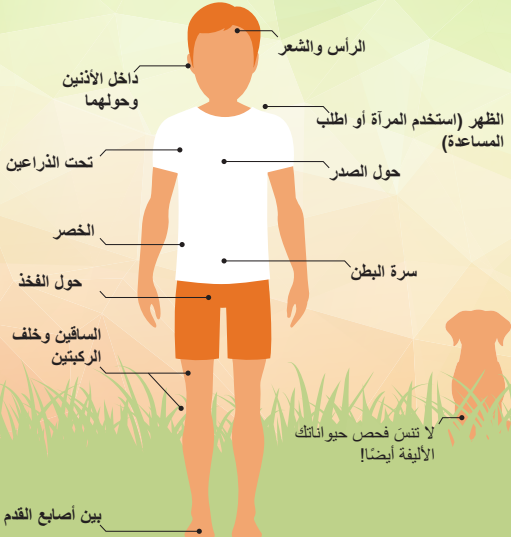 الرأس والشعر
داخل الأذنين
وحولهما
الظهر (استخدم المرآة أو اطلب
المساعدة)
تحت الذراعين
حول الصدر
الخصر
سرة البطن
حول الفخذ
الساقين وخلف
الركبتين
لا تنسَ فحص حيواناتك
الأليفة أيضًا!
بين أصابع القدم